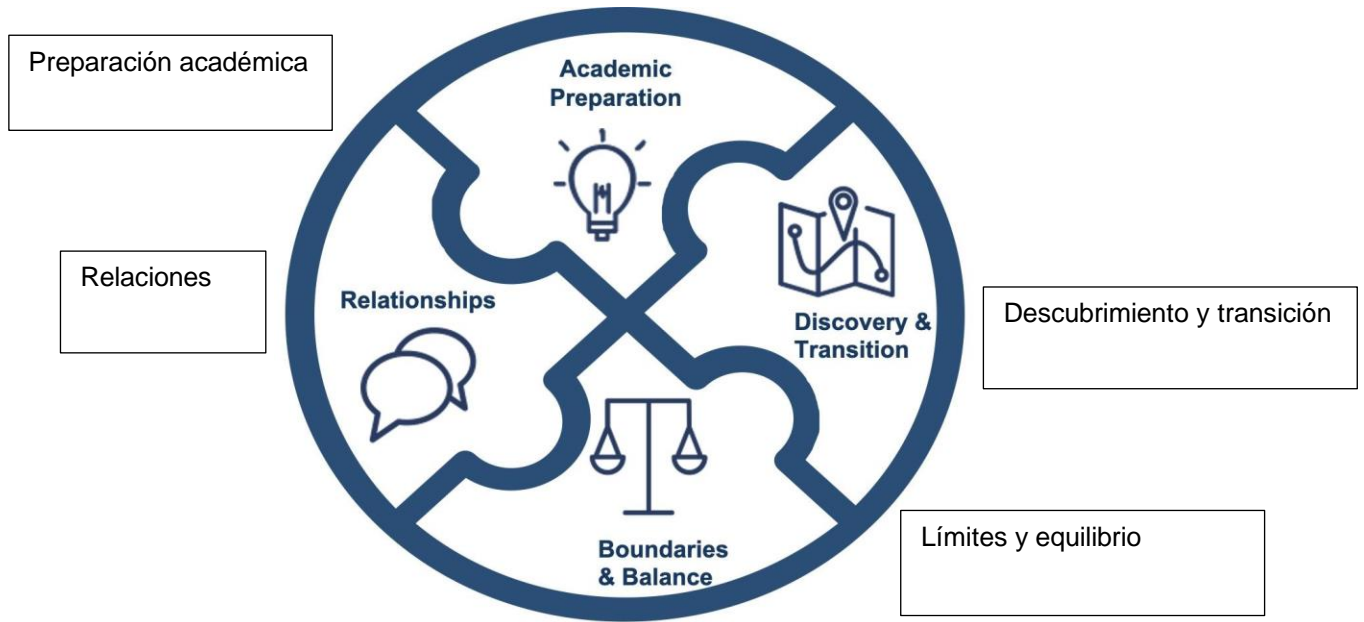 Preparación académica
Academic
Preparation
Relaciones
Relationships
Discovery &
Transition
Descubrimiento y transición
Límites y equilibrio
Boundaries
& Balance